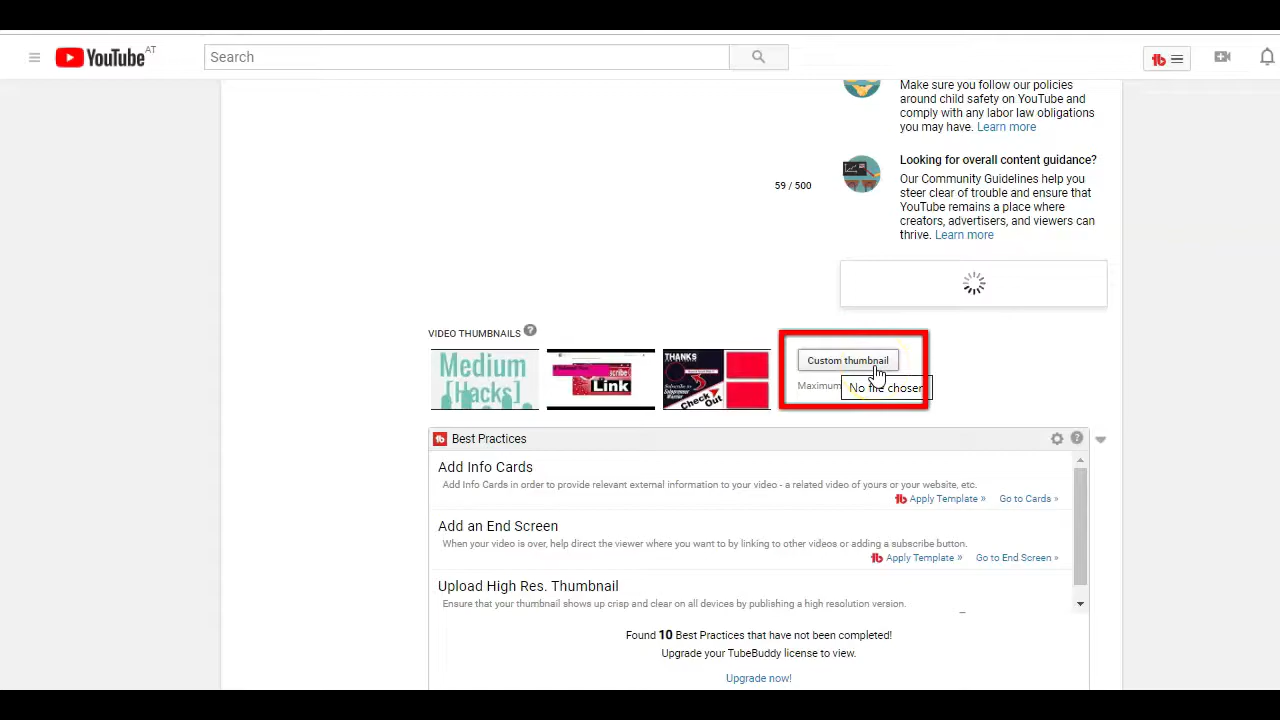 YouTube AT
Search
Make sure you follow our policies
around child safety on YouTube and
comply with any labor law obligations
you may have. Learn more
Looking for overall content guidance?
59 / 500
Our Community Guidelines help you
steer clear of trouble and ensure that
YouTube remains a place where
creators, advertisers, and viewers can
thrive. Learn more
VIDEO THUMBNAILS ?
Medium
[Hacks]
Link
THANKS
Check
Out
Custom thumbnail
Maximum
No file chosen
Best Practices
Add Info Cards
Add Info Cards in order to provide relevant external information to your video - a related video of yours or your website, etc.
Apply Template » Go to Cards »
Add an End Screen
When your video is over, help direct the viewer where you want to by linking to other videos or adding a subscribe button.
Apply Template » Go to End Screen »
Upload High Res. Thumbnail
Ensure that your thumbnail shows up crisp and clear on all devices by publishing a high resolution version.
Found 10 Best Practices that have not been completed!
Upgrade your TubeBuddy license to view.
Upgrade now!